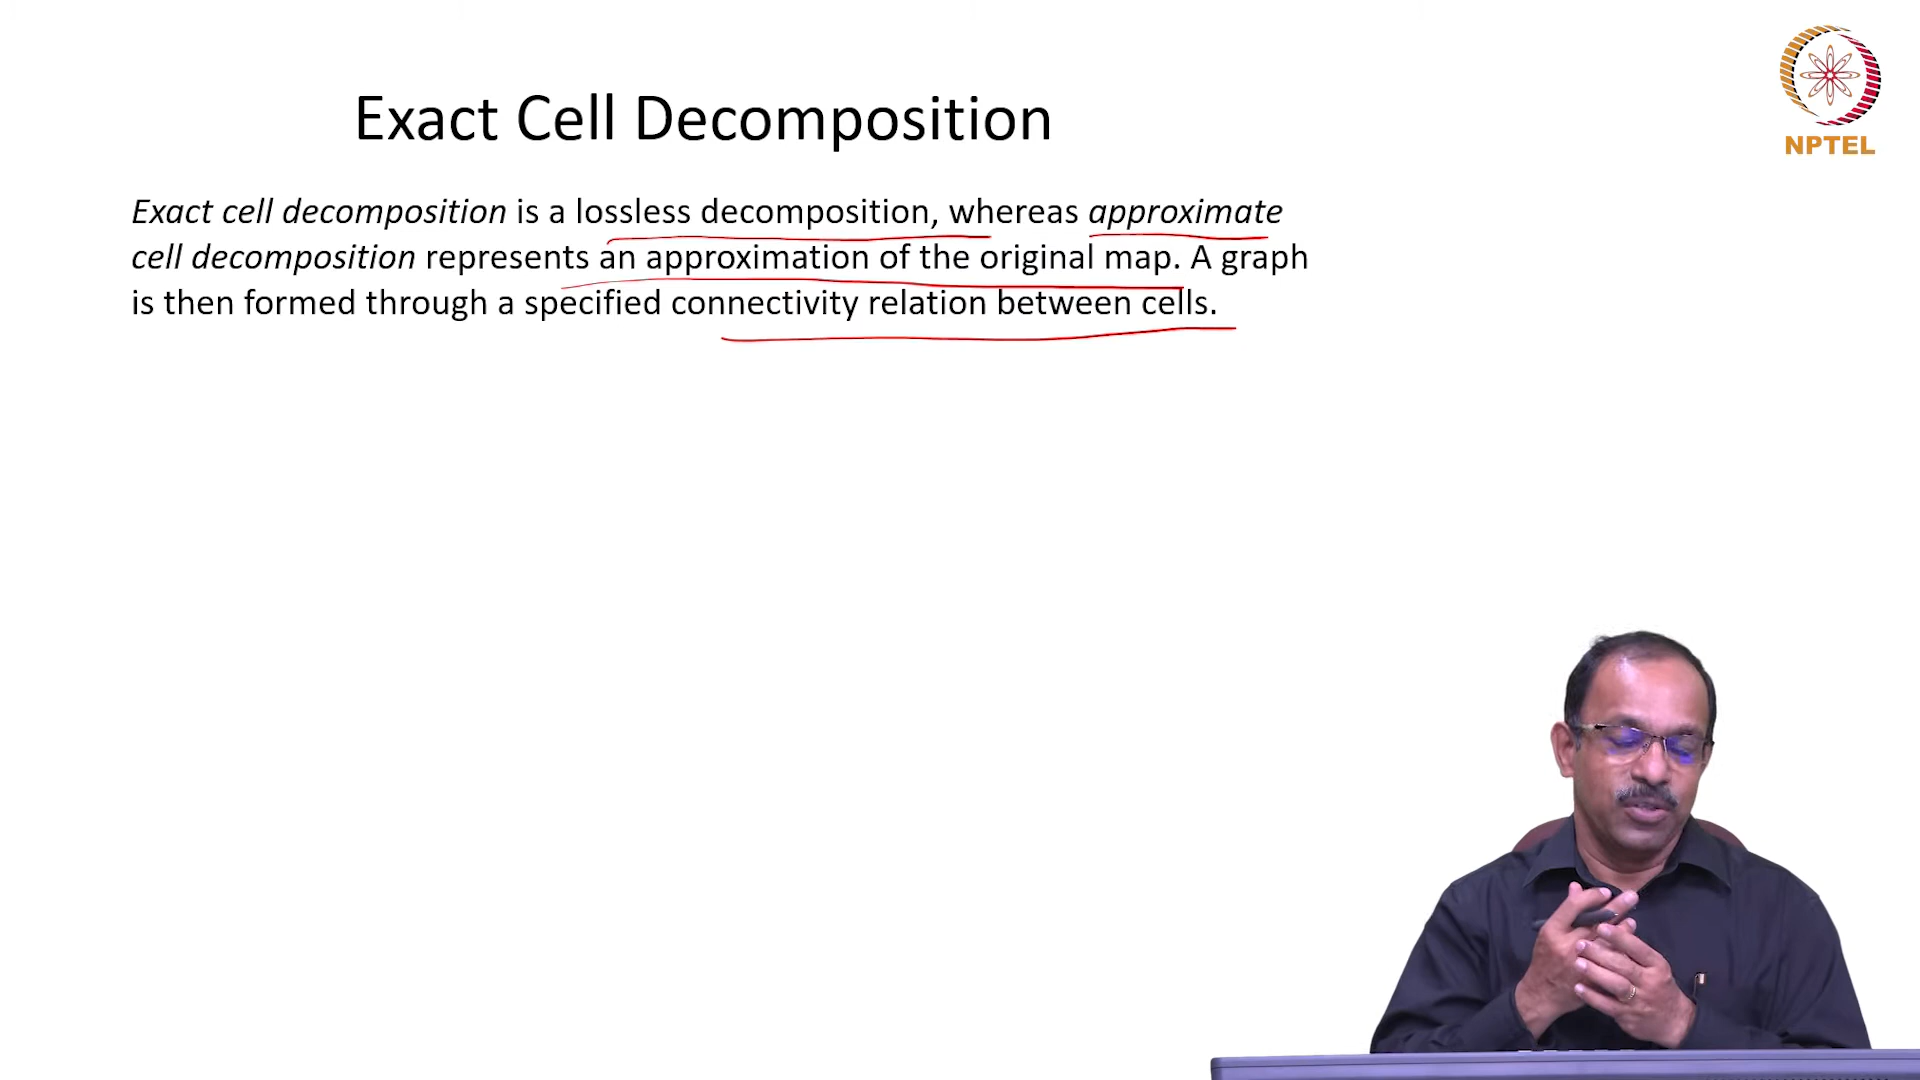 NPTEL
Exact Cell Decomposition
Exact cell decomposition is a lossless decomposition, whereas approximate
cell decomposition represents an approximation of the original map. A graph
is then formed through a specified connectivity relation between cells.